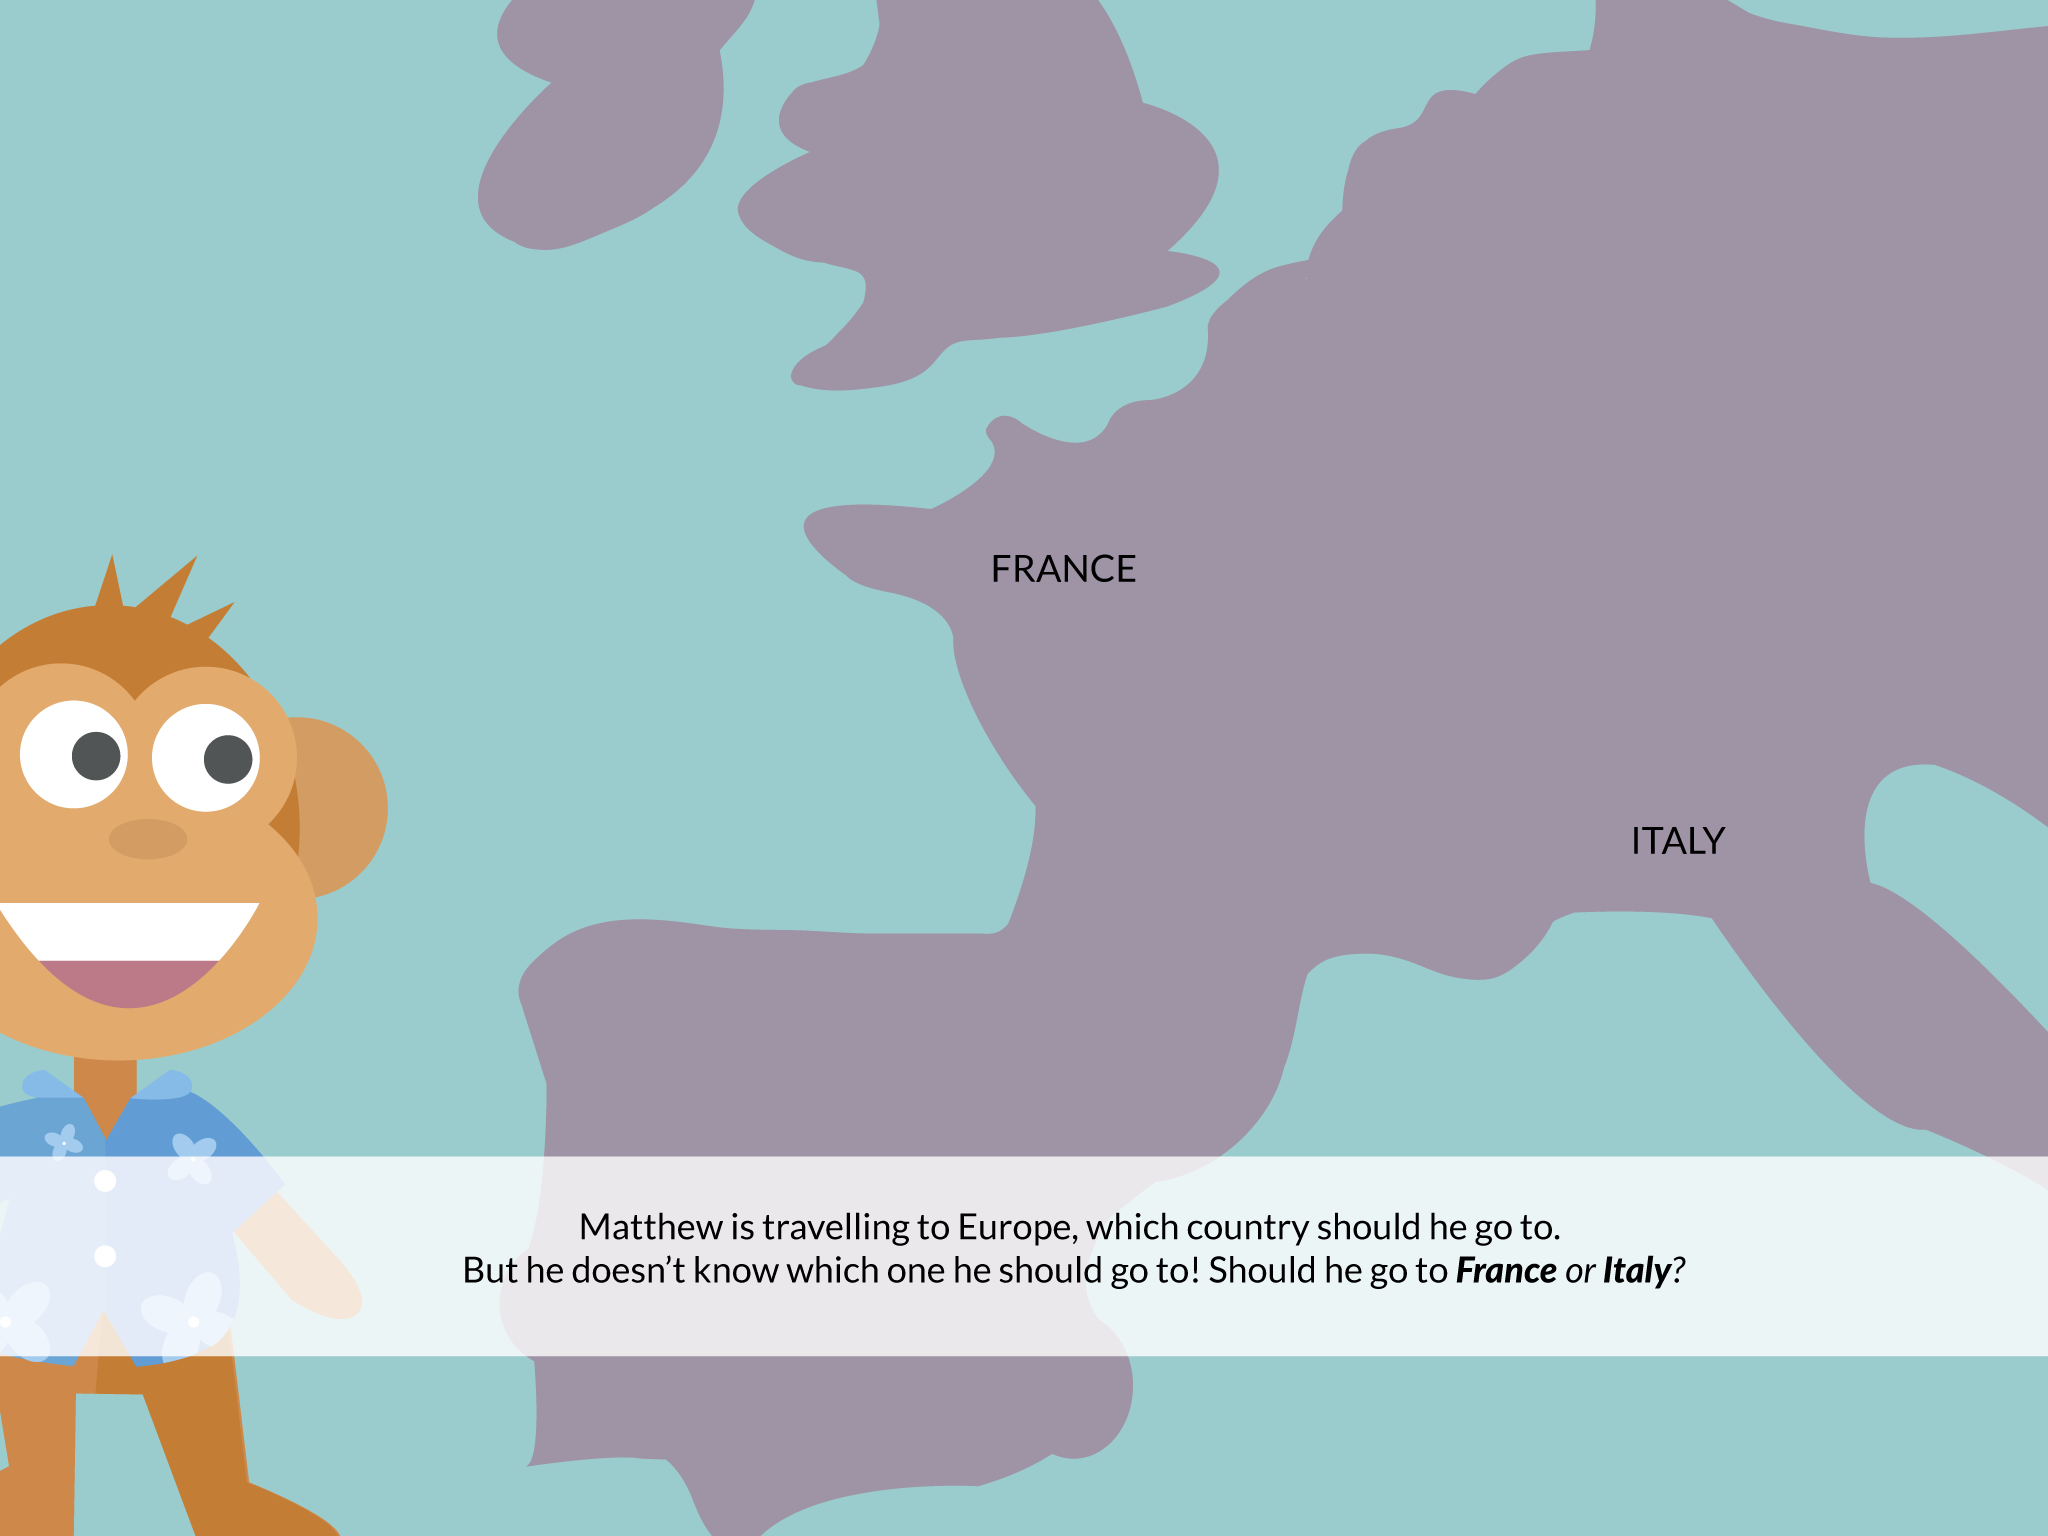 FRANCE
ITALY
Matthew is travelling to Europe, which country should he go to.
But he doesn’t know which one he should go to! Should he go to France or Italy?